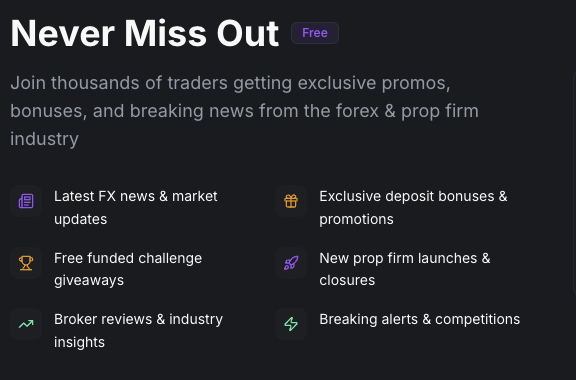 Never Miss Out Free
Join thousands of traders getting exclusive promos,
bonuses, and breaking news from the forex & prop firm
industry
Latest FX news & market
updates
Exclusive deposit bonuses &
promotions
Free funded challenge
giveaways
New prop firm launches &
closures
Broker reviews & industry
insights
Breaking alerts & competitions